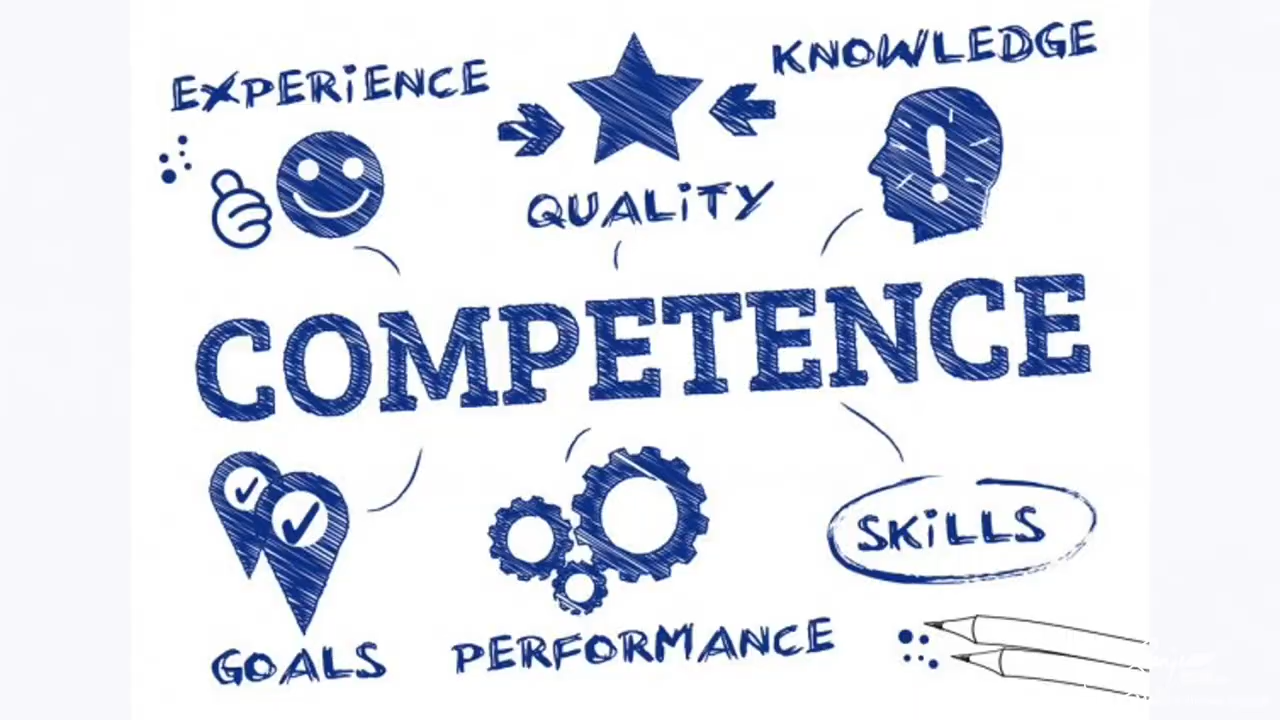 EXPERiENCE
KNOWLEDGE
QUALiTY
COMPETENCE
SKiLLS
GOALS
PERFORMANCE